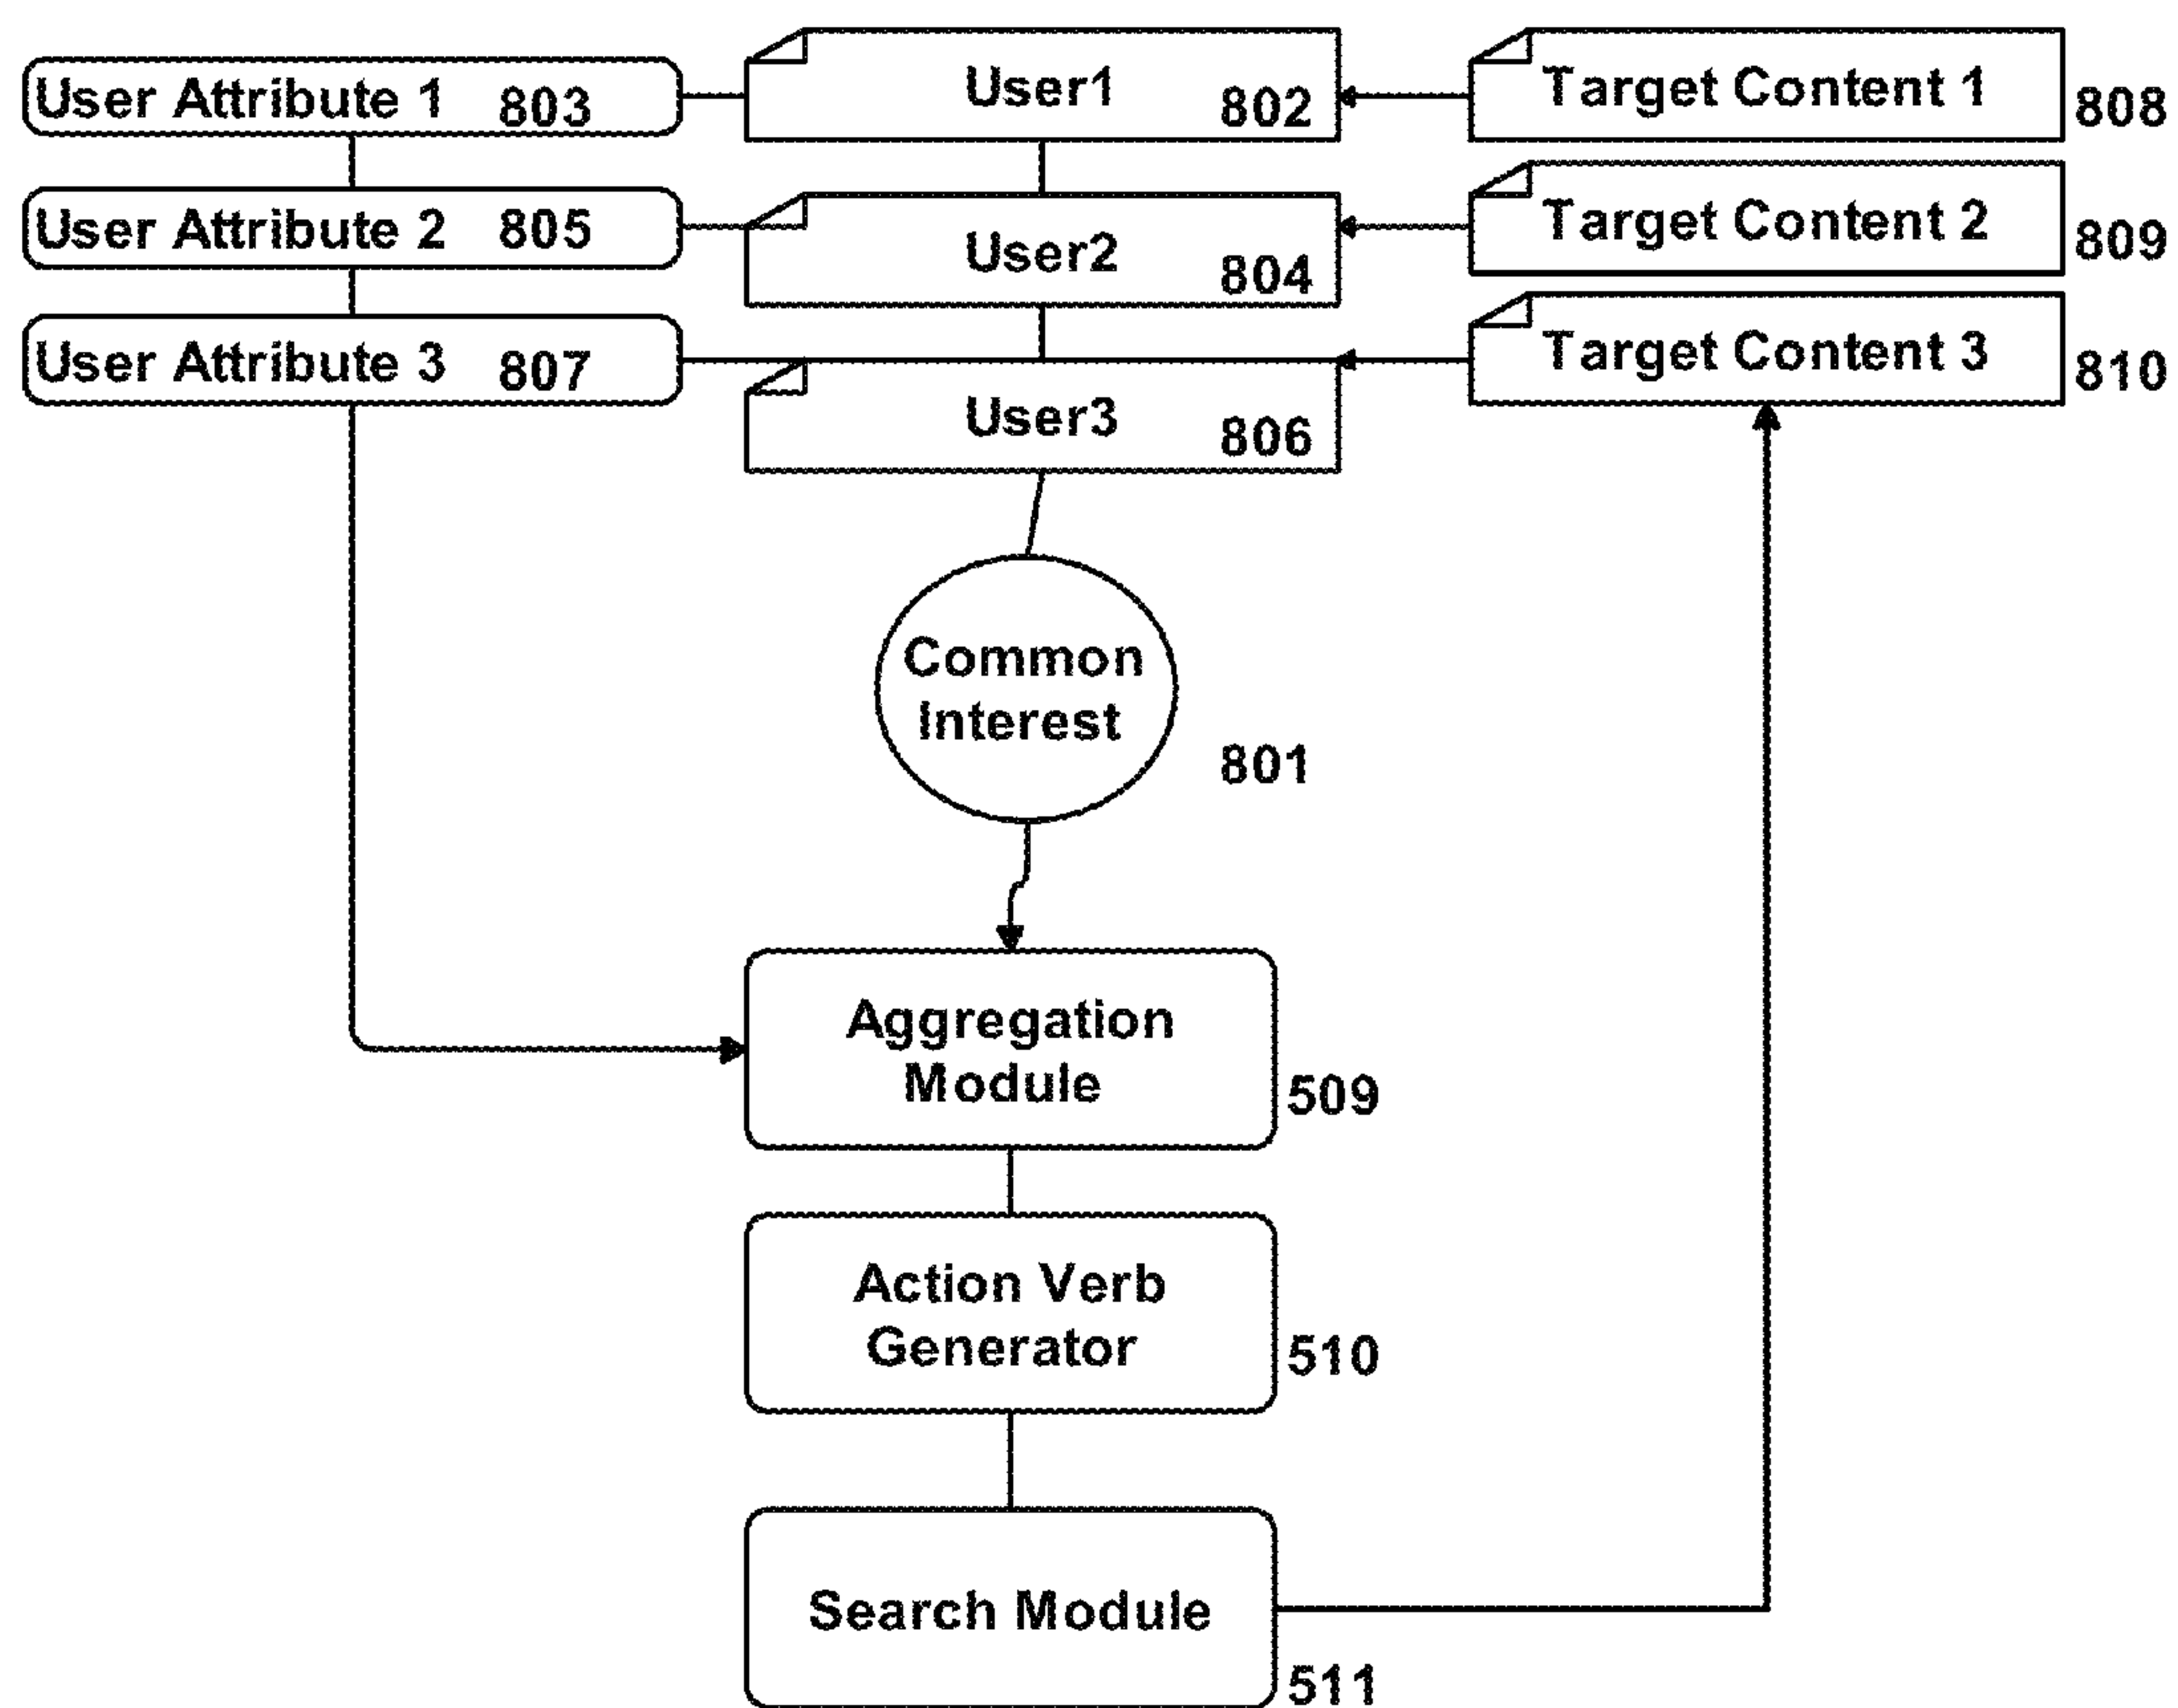 User Attribute 1 803
User1 802
Target Content 1 808
User Attribute 2 805
User2 804
Target Content 2 809
User Attribute 3 807
User3 806
Target Content 3 810
Common
Interest
801
Aggregation
Module
509
Action Verb
Generator
510
Search Module
511